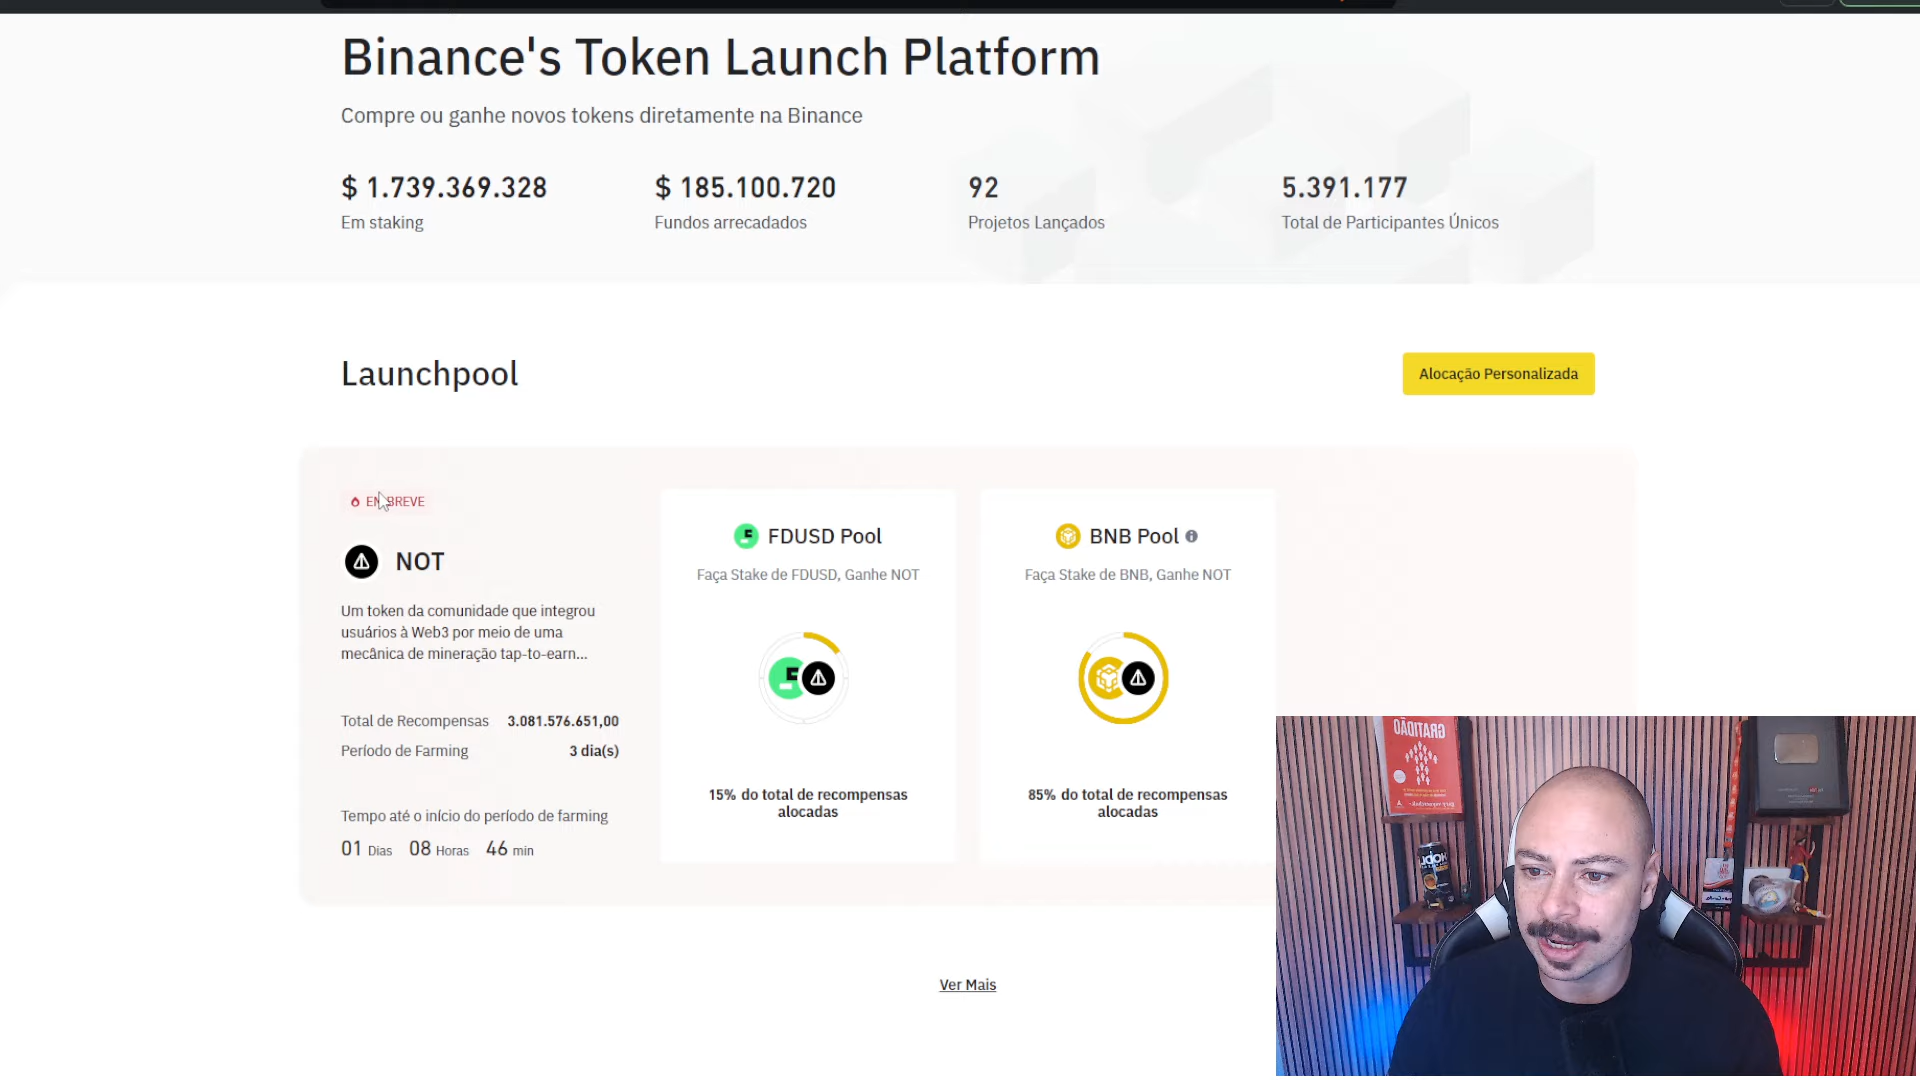 Binance's Token Launch Platform
Compre ou ganhe novos tokens diretamente na Binance
$ 1.739.369.328
Em staking
$ 185.100.720
Fundos arrecadados
92
Projetos Lançados
5.391.177
Total de Participantes Únicos
Launchpool
Alocação Personalizada
EM BREVE
NOT
Um token da comunidade que integrou
usuários à Web3 por meio de uma
mecânica de mineração tap-to-earn...
Total de Recompensas 3.081.576.651,00
Período de Farming 3 dia(s)
Tempo até o início do período de farming
01 Dias 08 Horas 46 min
FDUSD Pool
Faça Stake de FDUSD, Ganhe NOT
15% do total de recompensas
alocadas
BNB Pool
Faça Stake de BNB, Ganhe NOT
85% do total de recompensas
alocadas
Ver Mais
GRATIDÃO